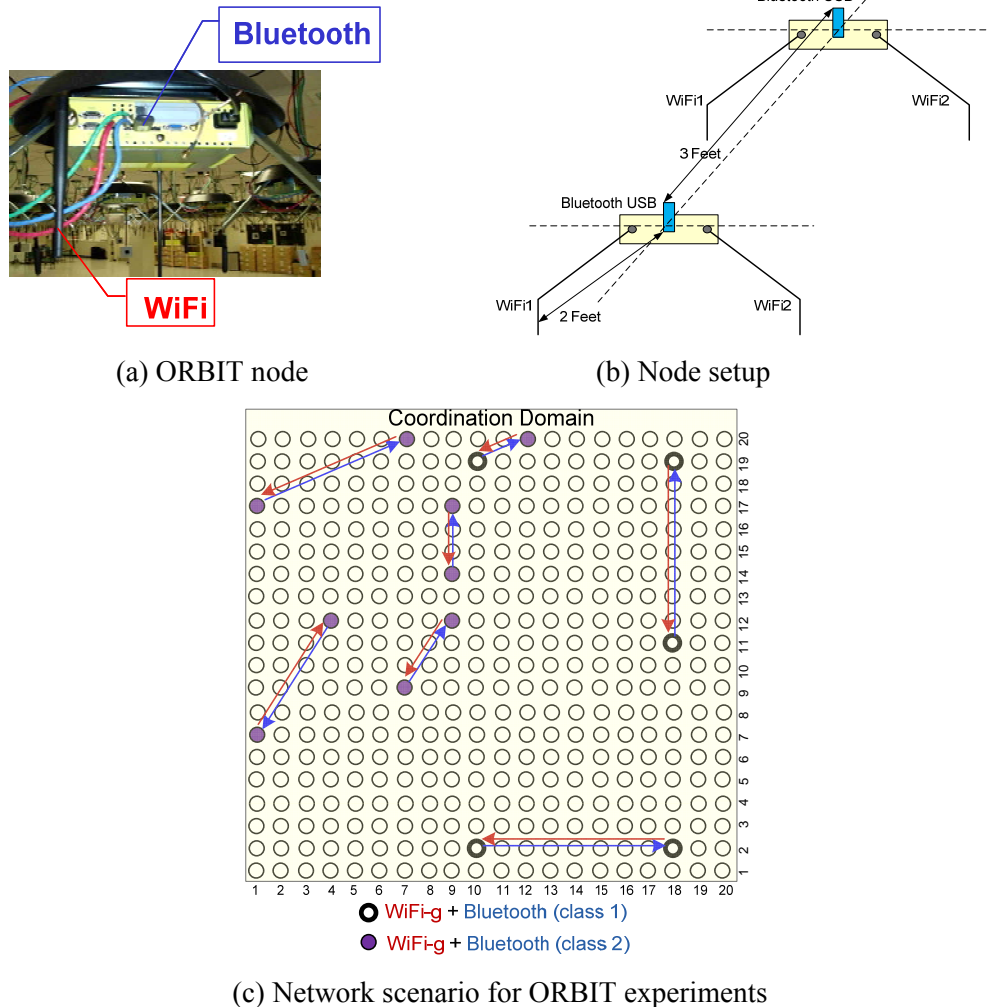 Bluetooth
WiFi
(a) ORBIT node
Bluetooth USB
WiFi1
WiFi2
3 Feet
Bluetooth USB
WiFi1
WiFi2
2 Feet
(b) Node setup
Coordination Domain
20
19
18
17
16
15
14
13
12
11
10
9
8
7
6
5
4
3
2
1
1 2 3 4 5 6 7 8 9 10 11 12 13 14 15 16 17 18 19 20
WiFi-g + Bluetooth (class 1)
WiFi-g + Bluetooth (class 2)
(c) Network scenario for ORBIT experiments